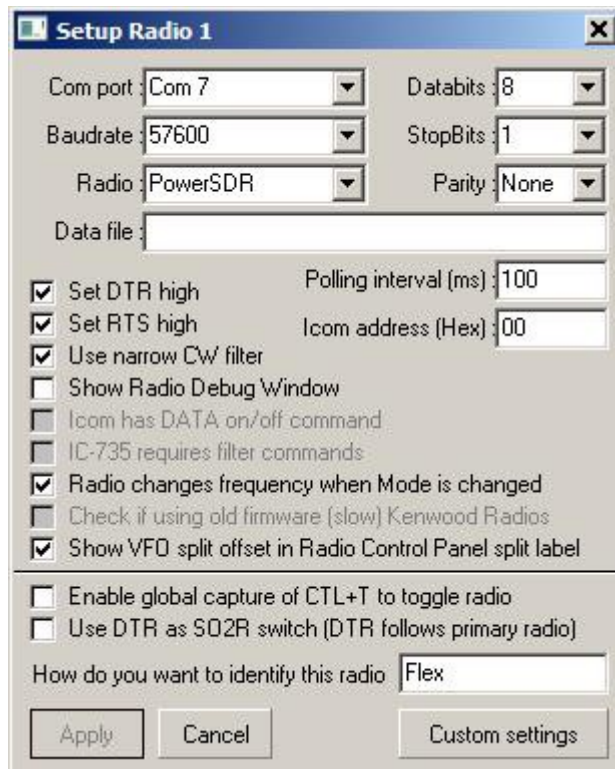 Setup Radio 1
Com port : Com 7 Databits : 8
Baudrate : 57600 StopBits : 1
Radio : PowerSDR Parity : None
Data file :
Polling interval (ms) : 100
Set DTR high
Set RTS high
Icom address (Hex) : 00
Use narrow CW filter
Show Radio Debug Window
Icom has DATA on/off command
IC-735 requires filter commands
Radio changes frequency when Mode is changed
Check if using old firmware (slow) Kenwood Radios
Show VFO split offset in Radio Control Panel split label
Enable global capture of CTL+T to toggle radio
Use DTR as SO2R switch (DTR follows primary radio)
How do you want to identify this radio Flex
Apply Cancel Custom settings